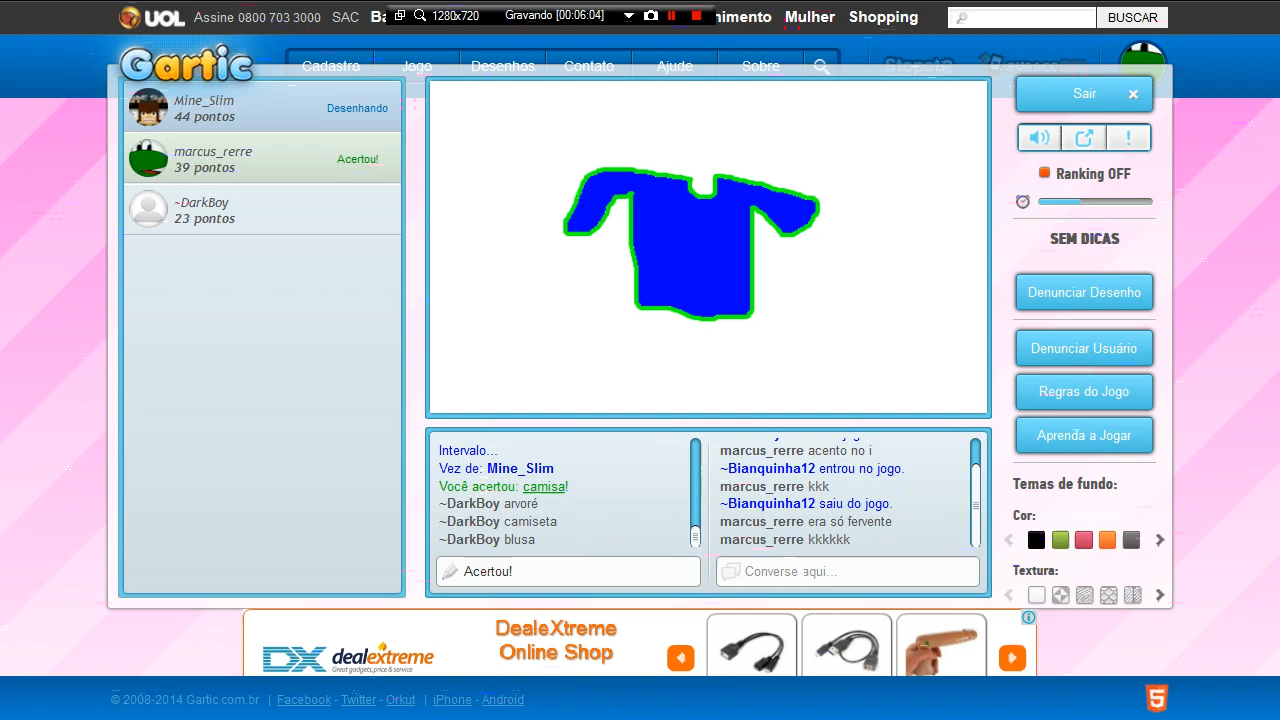 UOL Assine 0800 703 3000 SAC
1280x720 Gravando [00:06:04]
Mulher Shopping BUSCAR
Gartic
Cadastro Jogo Desenhos Contato Ajude Sobre
Mine_Slim
44 pontos
Desenhando
marcus_rerre
39 pontos
Acertou!
~DarkBoy
23 pontos
Sair ×
!
Ranking OFF
SEM DICAS
Denunciar Desenho
Denunciar Usuário
Regras do Jogo
Aprenda a Jogar
Temas de fundo:
Cor:
Textura:
Intervalo...
Vez de: Mine_Slim
Você acertou: camisa!
~DarkBoy arvoré
~DarkBoy camiseta
~DarkBoy blusa
Acertou!
marcus_rerre acento no i
~Bianquinha12 entrou no jogo.
marcus_rerre kkk
~Bianquinha12 saiu do jogo.
marcus_rerre era só fervente
marcus_rerre kkkkkk
Converse aqui...
DX dealextreme
Great gadgets, price & service
DealeXtreme
Online Shop
© 2008-2014 Gartic.com.br | Facebook - Twitter - Orkut | iPhone - Android
5